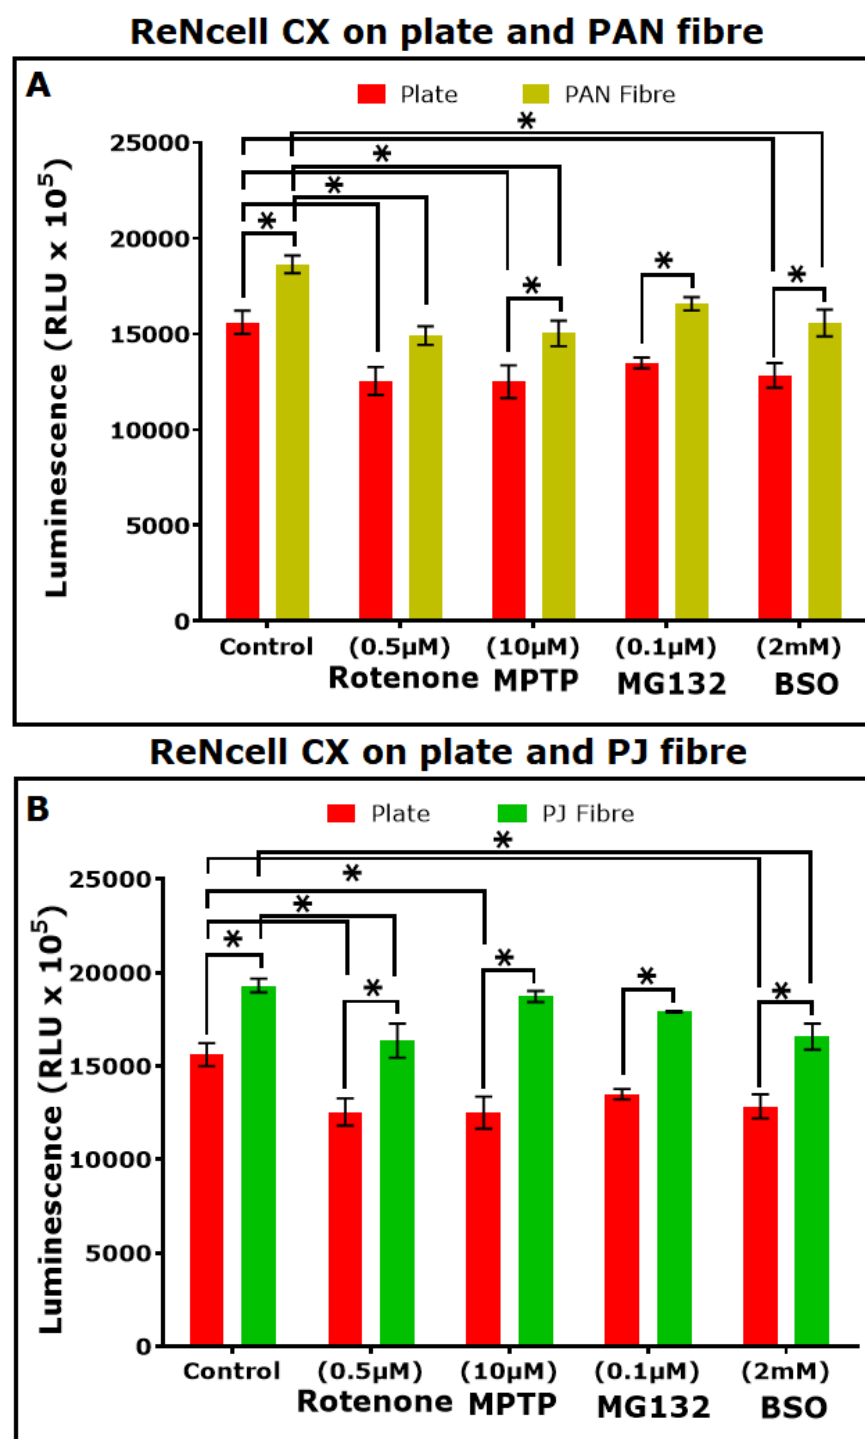 ReNcell CX on plate and PAN fibre
A
Plate PAN Fibre
Luminescence (RLU x 10⁵)
25000
20000
15000
10000
5000
0
* * * * * * *
Control (0.5µM) (10µM) (0.1µM) (2mM)
Rotenone MPTP MG132 BSO
ReNcell CX on plate and PJ fibre
B
Plate PJ Fibre
Luminescence (RLU x 10⁵)
25000
20000
15000
10000
5000
0
* * * * * * * *
Control (0.5µM) (10µM) (0.1µM) (2mM)
Rotenone MPTP MG132 BSO